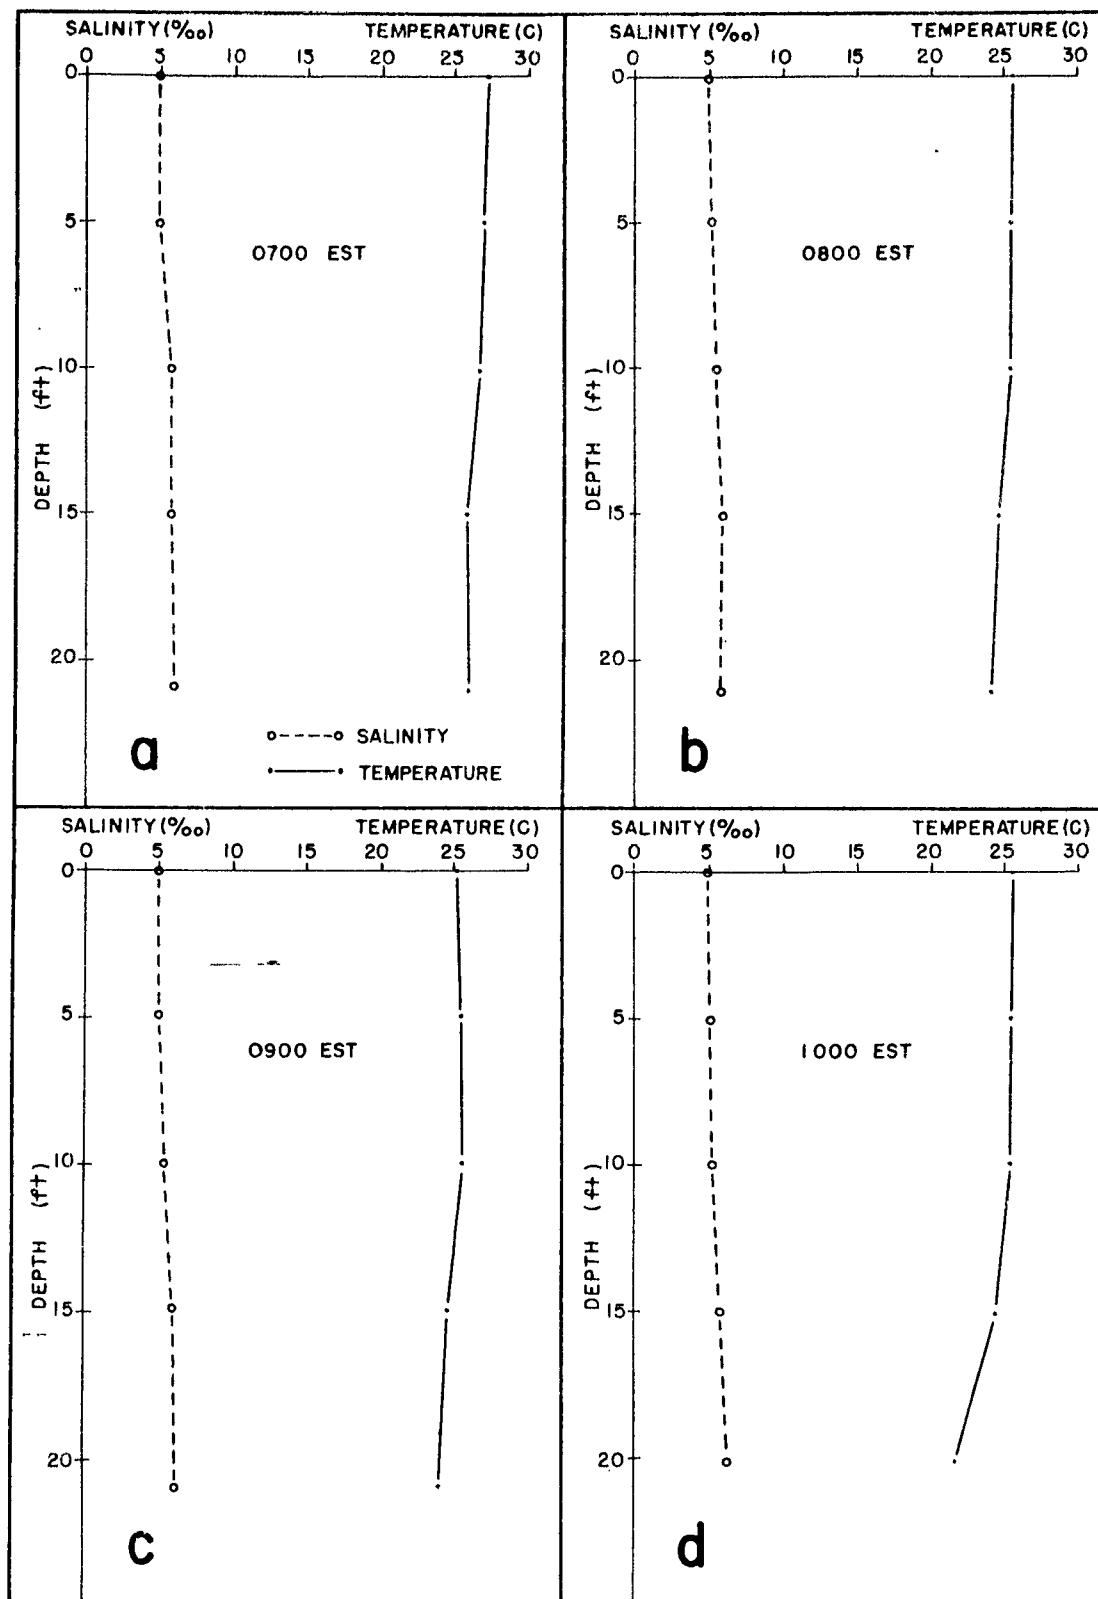 SALINITY (‰) TEMPERATURE (C)
0 5 10 15 20 25 30
0
5
10
15
20
DEPTH (ft)
0700 EST
a
o-----o SALINITY
TEMPERATURE
SALINITY (‰) TEMPERATURE (C)
0 5 10 15 20 25 30
0
5
10
15
20
DEPTH (ft)
0800 EST
b
SALINITY (‰) TEMPERATURE (C)
0 5 10 15 20 25 30
0
5
10
15
20
DEPTH (ft)
0900 EST
c
SALINITY (‰) TEMPERATURE (C)
0 5 10 15 20 25 30
0
5
10
15
20
DEPTH (ft)
1000 EST
d